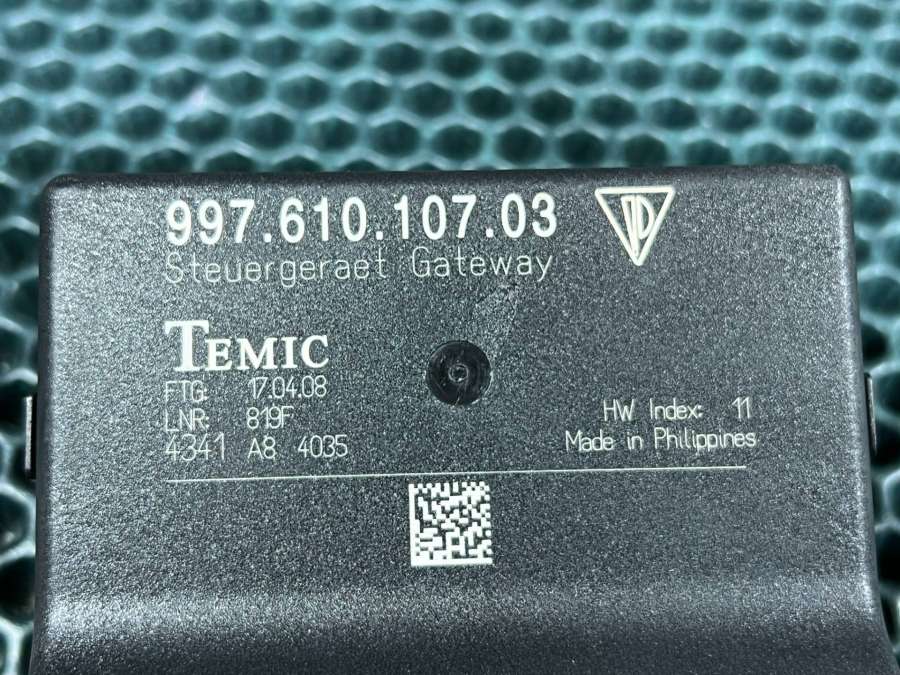 997.610.107.03
Steuergeraet Gateway
TEMIC
FTG: 17.04.08
LNR: 819F
4341 A8 4035
HW Index: 11
Made in Philippines